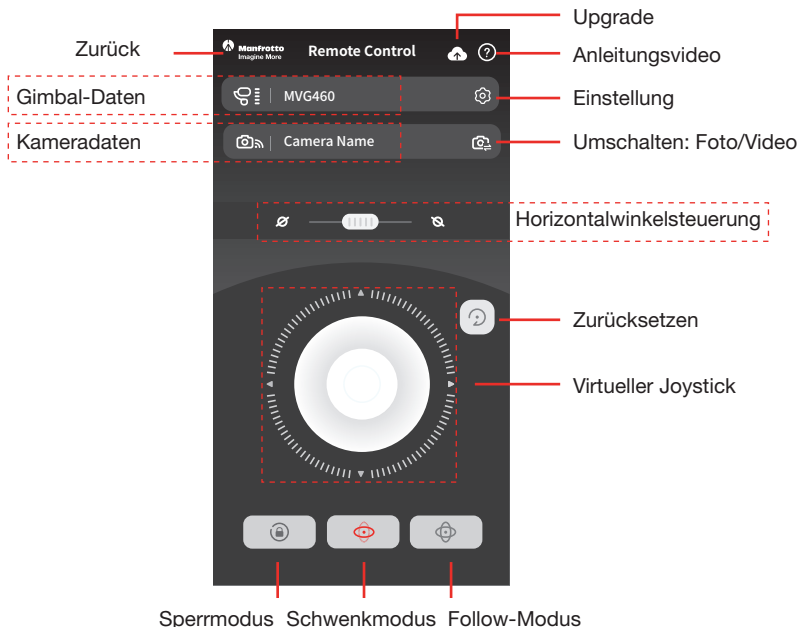 Upgrade
Zurück
Manfrotto
Imagine More
Remote Control
?
Anleitungsvideo
Gimbal-Daten
MVG460
Einstellung
Kameradaten
Camera Name
Umschalten: Foto/Video
Horizontalwinkelsteuerung
Zurücksetzen
Virtueller Joystick
Sperrmodus Schwenkmodus Follow-Modus